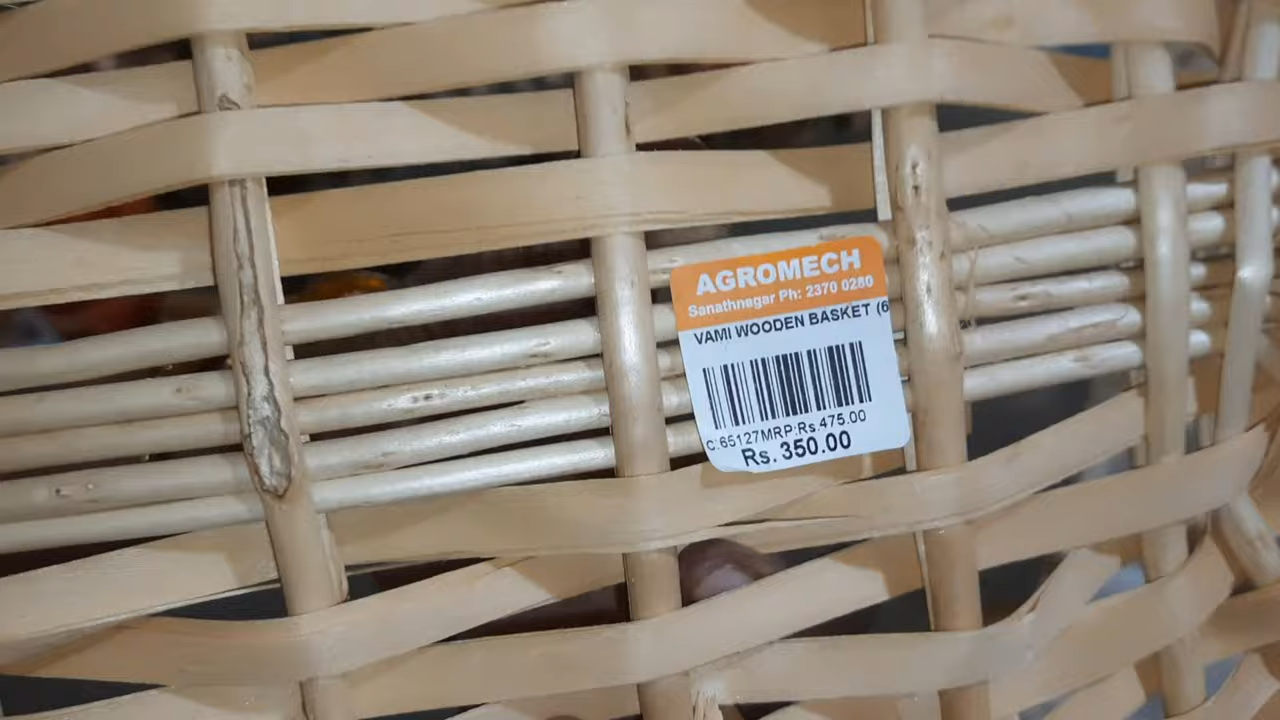 AGROMECH
Sanathnagar Ph: 2370 0280
VAMI WOODEN BASKET (6
C:65127MRP:Rs.475.00
Rs.350.00